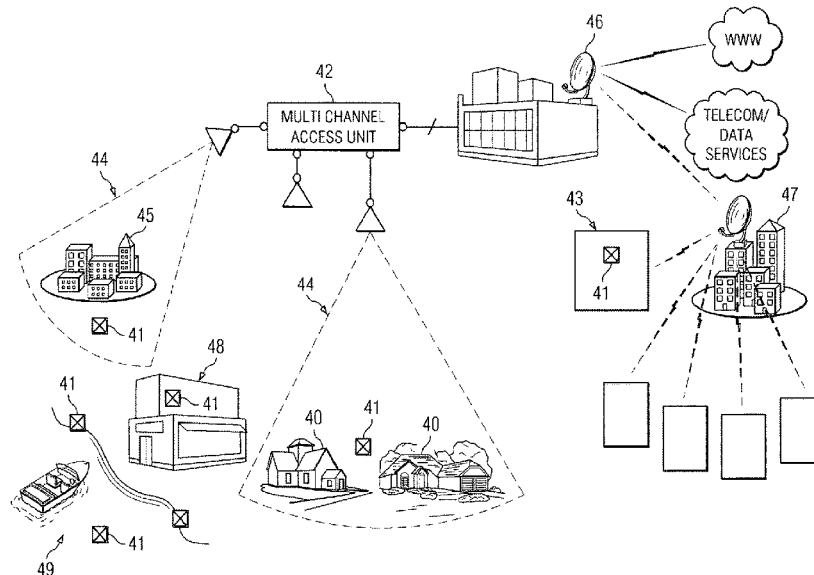 46
WWW
42
MULTI CHANNEL
ACCESS UNIT
TELECOM/
DATA
SERVICES
44
43
47
45
41
44
41
48
41
41
40
41
40
41
49